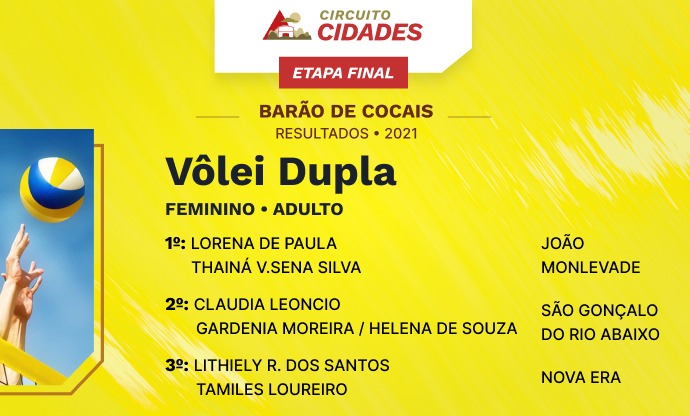 CIRCUITO
CIDADES
ETAPA FINAL
BARÃO DE COCAIS
RESULTADOS • 2021
Vôlei Dupla
FEMININO • ADULTO
1º: LORENA DE PAULA
THAINÁ V.SENA SILVA
JOÃO
MONLEVADE
2º: CLAUDIA LEONCIO
GARDENIA MOREIRA / HELENA DE SOUZA
SÃO GONÇALO
DO RIO ABAIXO
3º: LITHIELY R. DOS SANTOS
TAMILES LOUREIRO
NOVA ERA